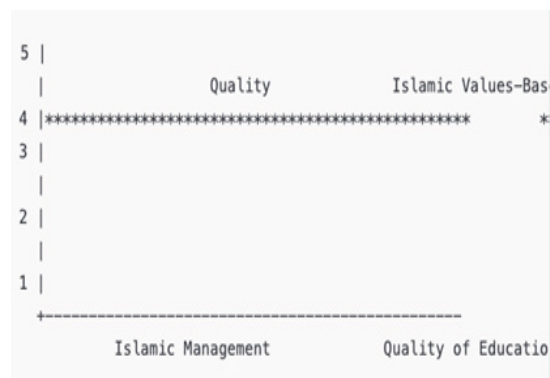 5 |
| Quality Islamic Values-Bas
4 |************************************************* **
3 |
|
2 |
|
1 |
+------------------------------------------------
Islamic Management Quality of Educatio